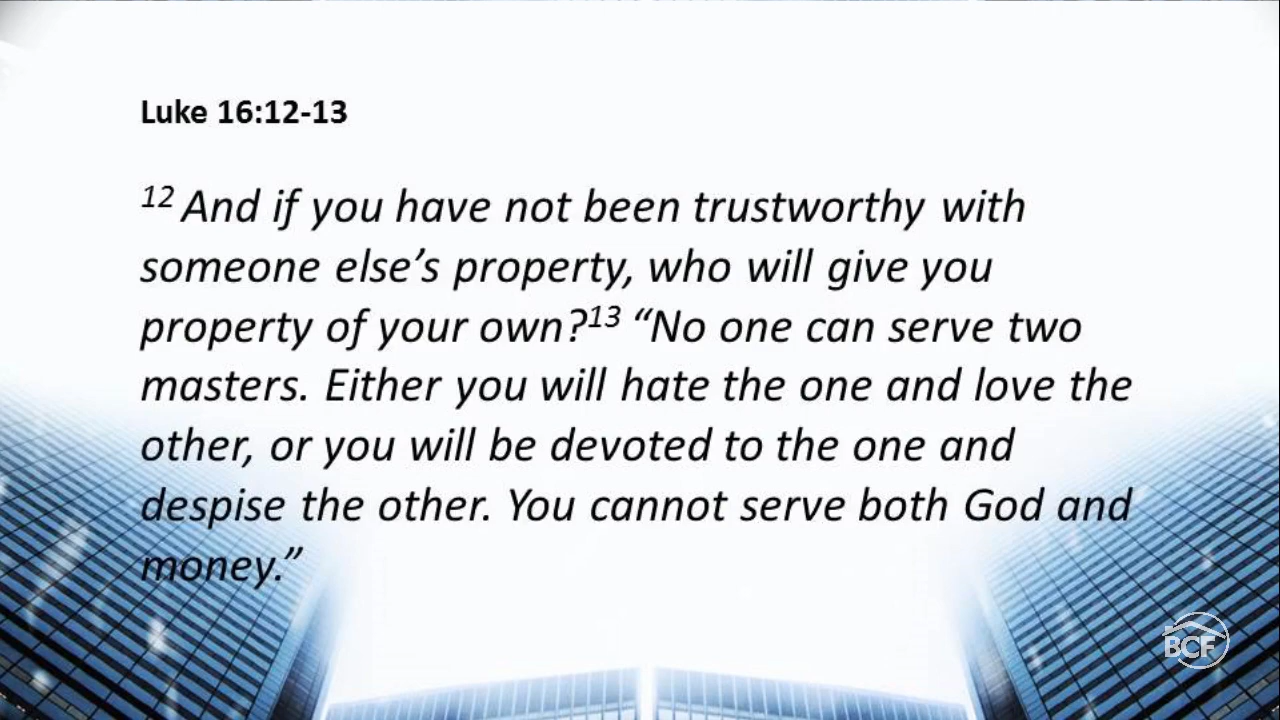 Luke 16:12-13
12 And if you have not been trustworthy with
someone else’s property, who will give you
property of your own?13 “No one can serve two
masters. Either you will hate the one and love the
other, or you will be devoted to the one and
despise the other. You cannot serve both God and
money.”
BCF